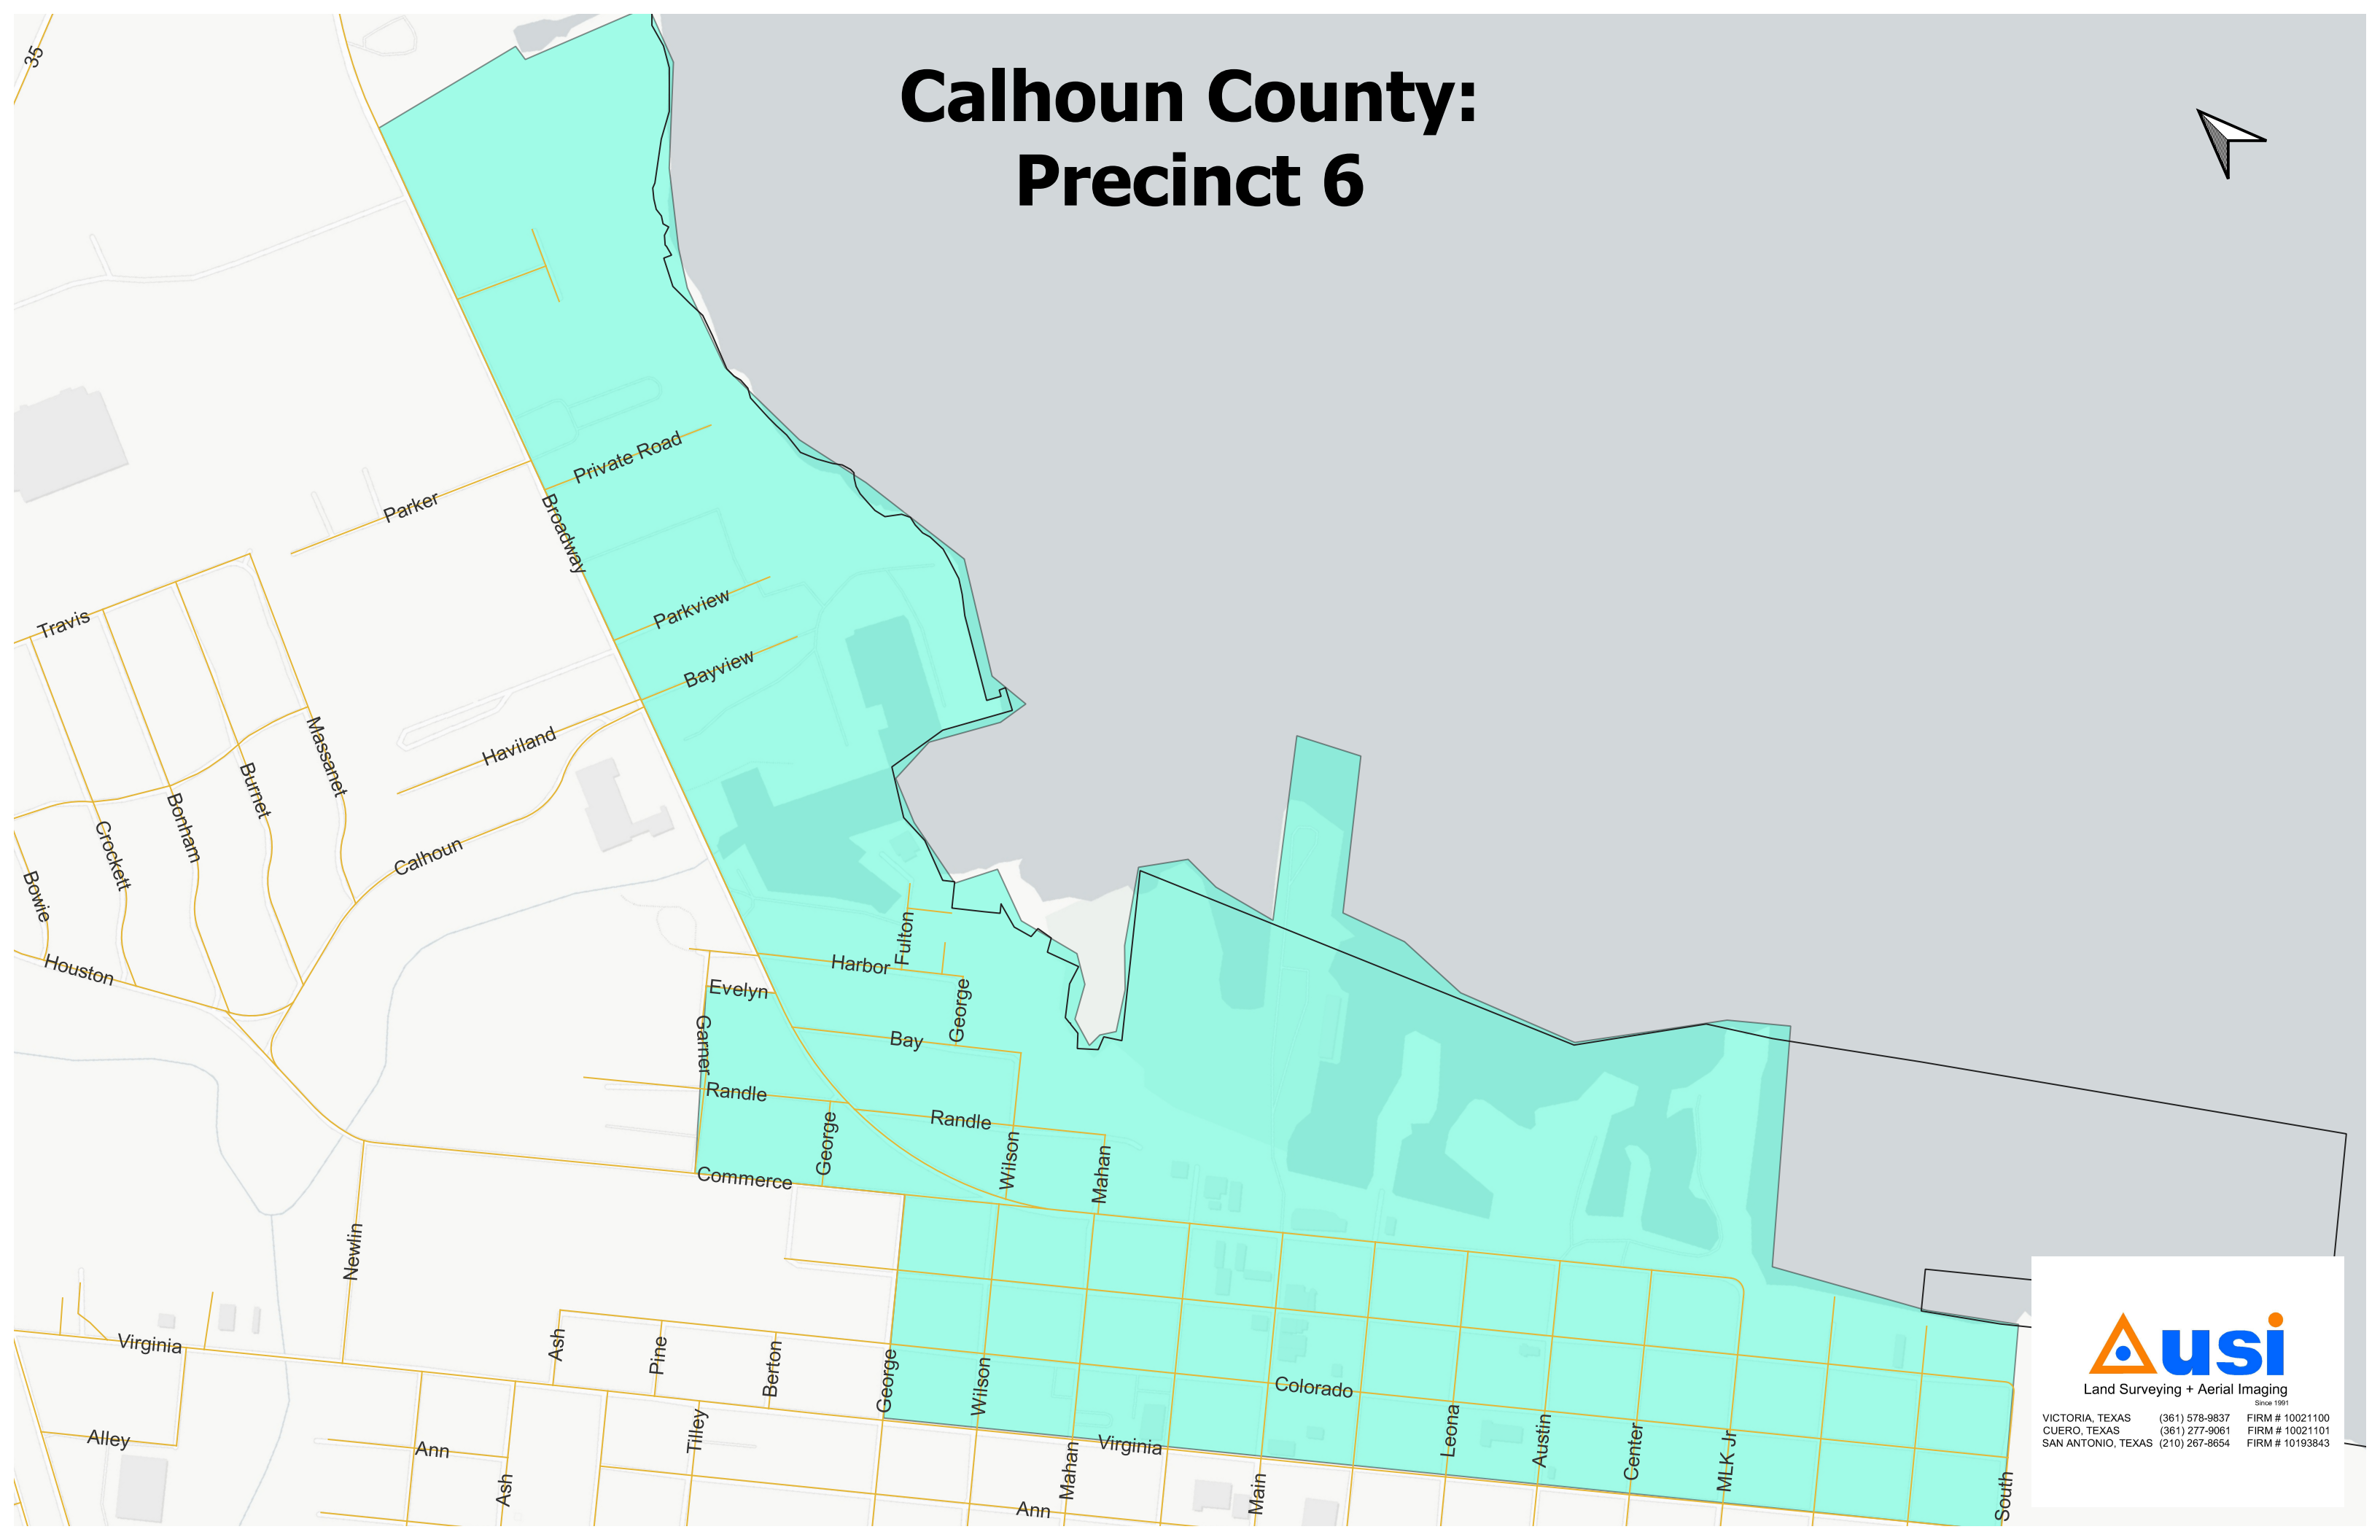 Calhoun County:
Precinct 6
35
Private Road
Parker
Broadway
Travis
Parkview
Bayview
Haviland
Massanet
Burnet
Bonham
Crockett
Calhoun
Bowie
Houston
Fulton
Harbor
Evelyn
George
Garner
Bay
Randle
Randle
George
Wilson
Mahan
Commerce
Newlin
Virginia
Ash
Pine
Berton
George
Wilson
Colorado
Alley
Ann
Ash
Tilley
Mahan
Virginia
Ann
Main
Leona
Austin
Center
MLK Jr
South
usi
Land Surveying + Aerial Imaging
Since 1991
VICTORIA, TEXAS (361) 578-9837 FIRM # 10021100
CUERO, TEXAS (361) 277-9061 FIRM # 10021101
SAN ANTONIO, TEXAS (210) 267-8654 FIRM # 10193843